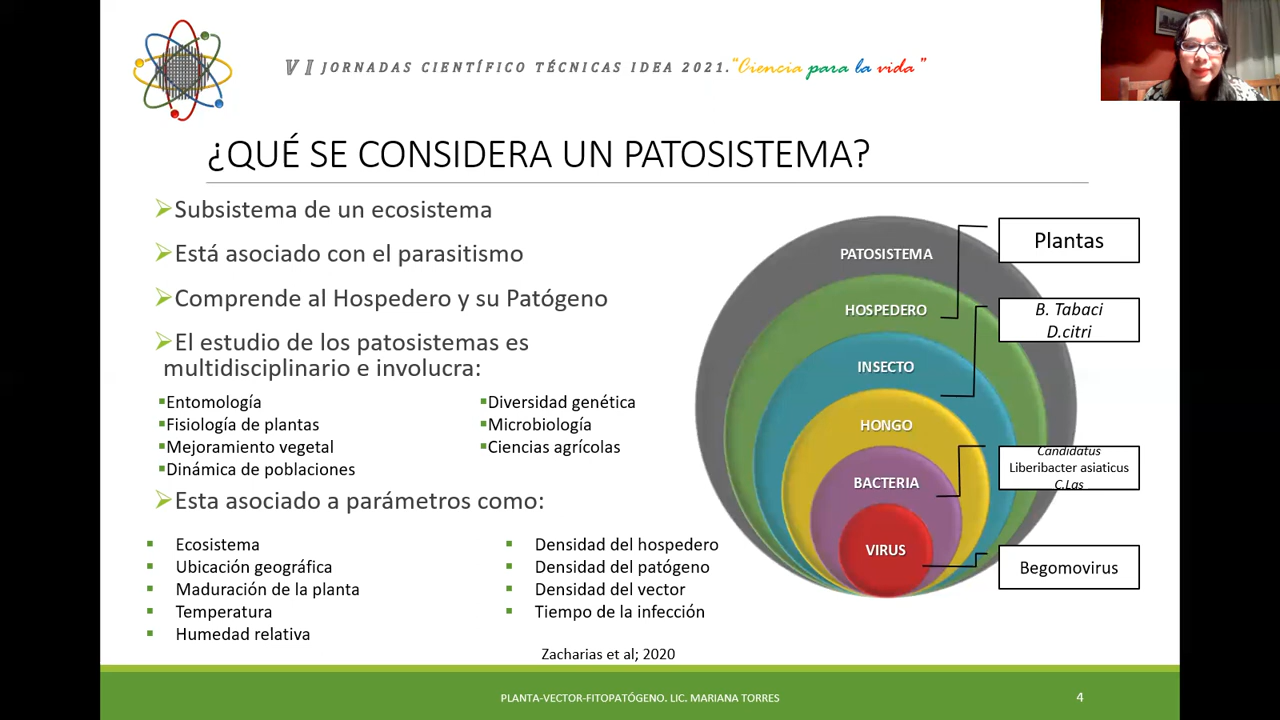 VI JORNADAS CIENTÍFICO TÉCNICAS IDEA 2021. "Ciencia para la vida"
¿QUÉ SE CONSIDERA UN PATOSISTEMA?
Subsistema de un ecosistema
Está asociado con el parasitismo
Comprende al Hospedero y su Patógeno
El estudio de los patosistemas es
multidisciplinario e involucra:
Entomología
Fisiología de plantas
Mejoramiento vegetal
Dinámica de poblaciones
Diversidad genética
Microbiología
Ciencias agrícolas
Esta asociado a parámetros como:
Ecosistema
Ubicación geográfica
Maduración de la planta
Temperatura
Humedad relativa
Densidad del hospedero
Densidad del patógeno
Densidad del vector
Tiempo de la infección
Zacharias et al; 2020
PATOSISTEMA
HOSPEDERO
INSECTO
HONGO
BACTERIA
VIRUS
Plantas
B. Tabaci
D.citri
Candidatus
Liberibacter asiaticus
C.Las
Begomovirus
PLANTA-VECTOR-FITOPATÓGENO. LIC. MARIANA TORRES
4